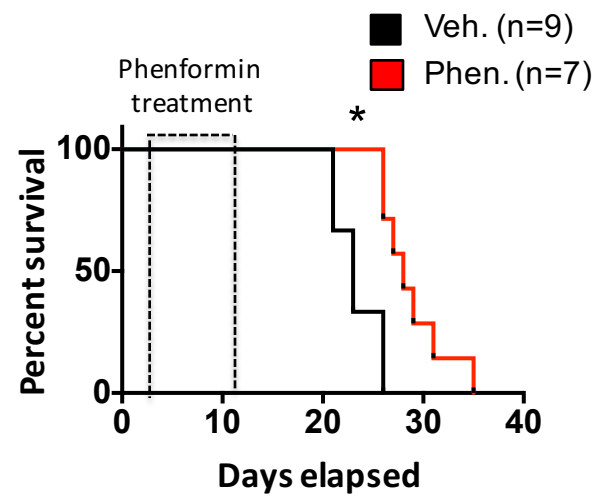 Veh. (n=9)
Phen. (n=7)
Phenformin
treatment
*
Percent survival
100
50
0
0 10 20 30 40
Days elapsed